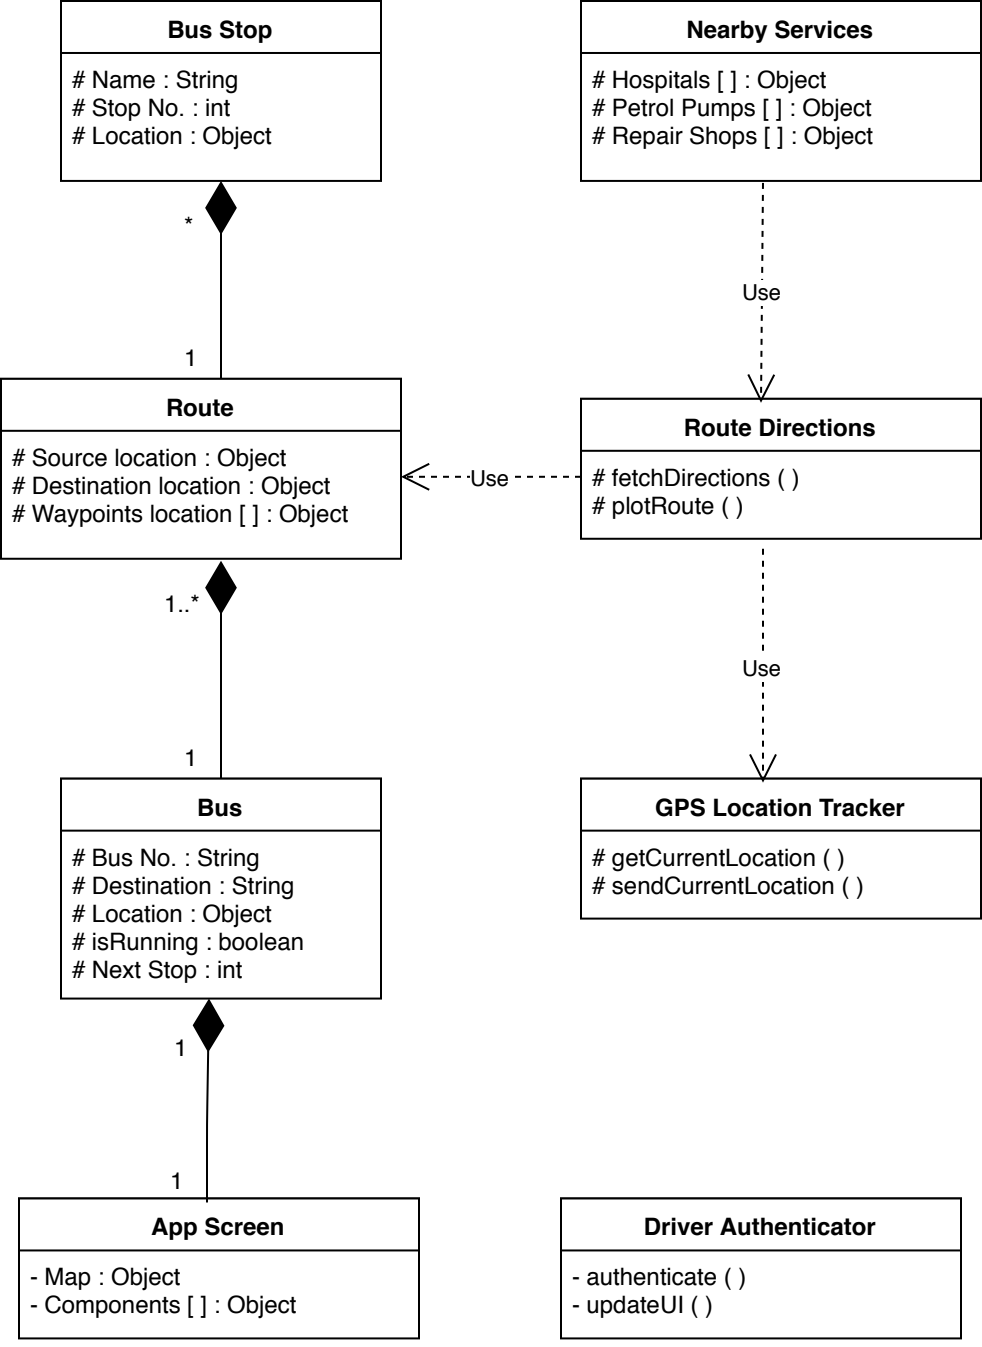 Bus Stop
# Name : String
# Stop No. : int
# Location : Object
Nearby Services
# Hospitals [ ] : Object
# Petrol Pumps [ ] : Object
# Repair Shops [ ] : Object
*
1
Use
Route
# Source location : Object
# Destination location : Object
# Waypoints location [ ] : Object
Use
Route Directions
# fetchDirections ( )
# plotRoute ( )
1..*
1
Use
Bus
# Bus No. : String
# Destination : String
# Location : Object
# isRunning : boolean
# Next Stop : int
GPS Location Tracker
# getCurrentLocation ( )
# sendCurrentLocation ( )
1
1
App Screen
- Map : Object
- Components [ ] : Object
Driver Authenticator
- authenticate ( )
- updateUI ( )